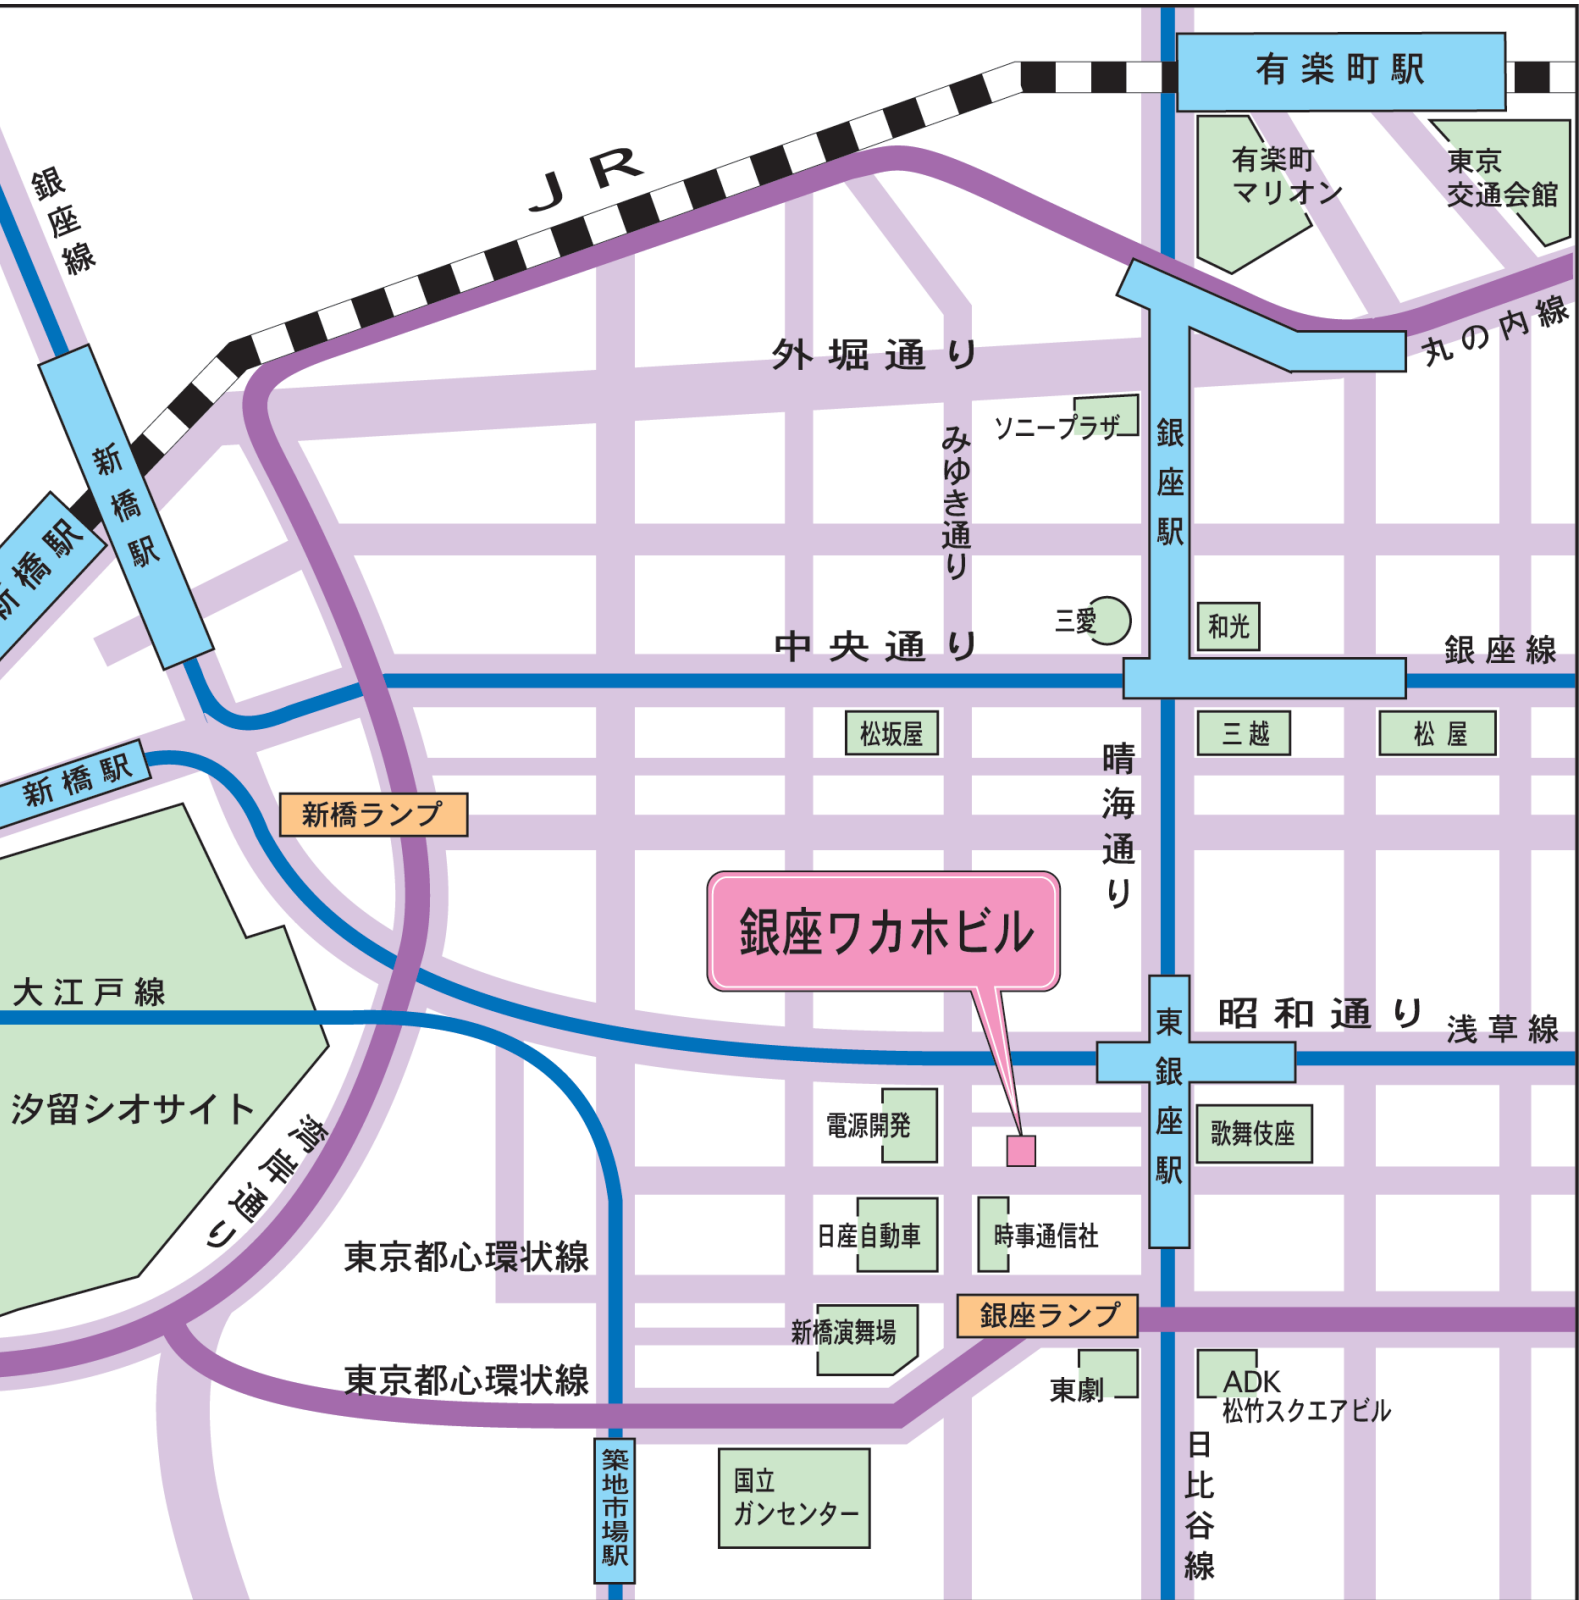 有楽町駅
JR
有楽町
マリオン
東京
交通会館
銀座線
丸の内線
外堀通り
ソニープラザ
銀座駅
みゆき通り
新橋駅
新橋駅
三愛
和光
中央通り
銀座線
松坂屋
三越
松屋
晴海通り
新橋駅
新橋ランプ
銀座ワカホビル
大江戸線
昭和通り
浅草線
東銀座駅
汐留シオサイト
電源開発
歌舞伎座
湾岸通り
日産自動車
時事通信社
東京都心環状線
銀座ランプ
新橋演舞場
東京都心環状線
東劇
ADK
松竹スクエアビル
日比谷線
築地市場駅
国立
ガンセンター